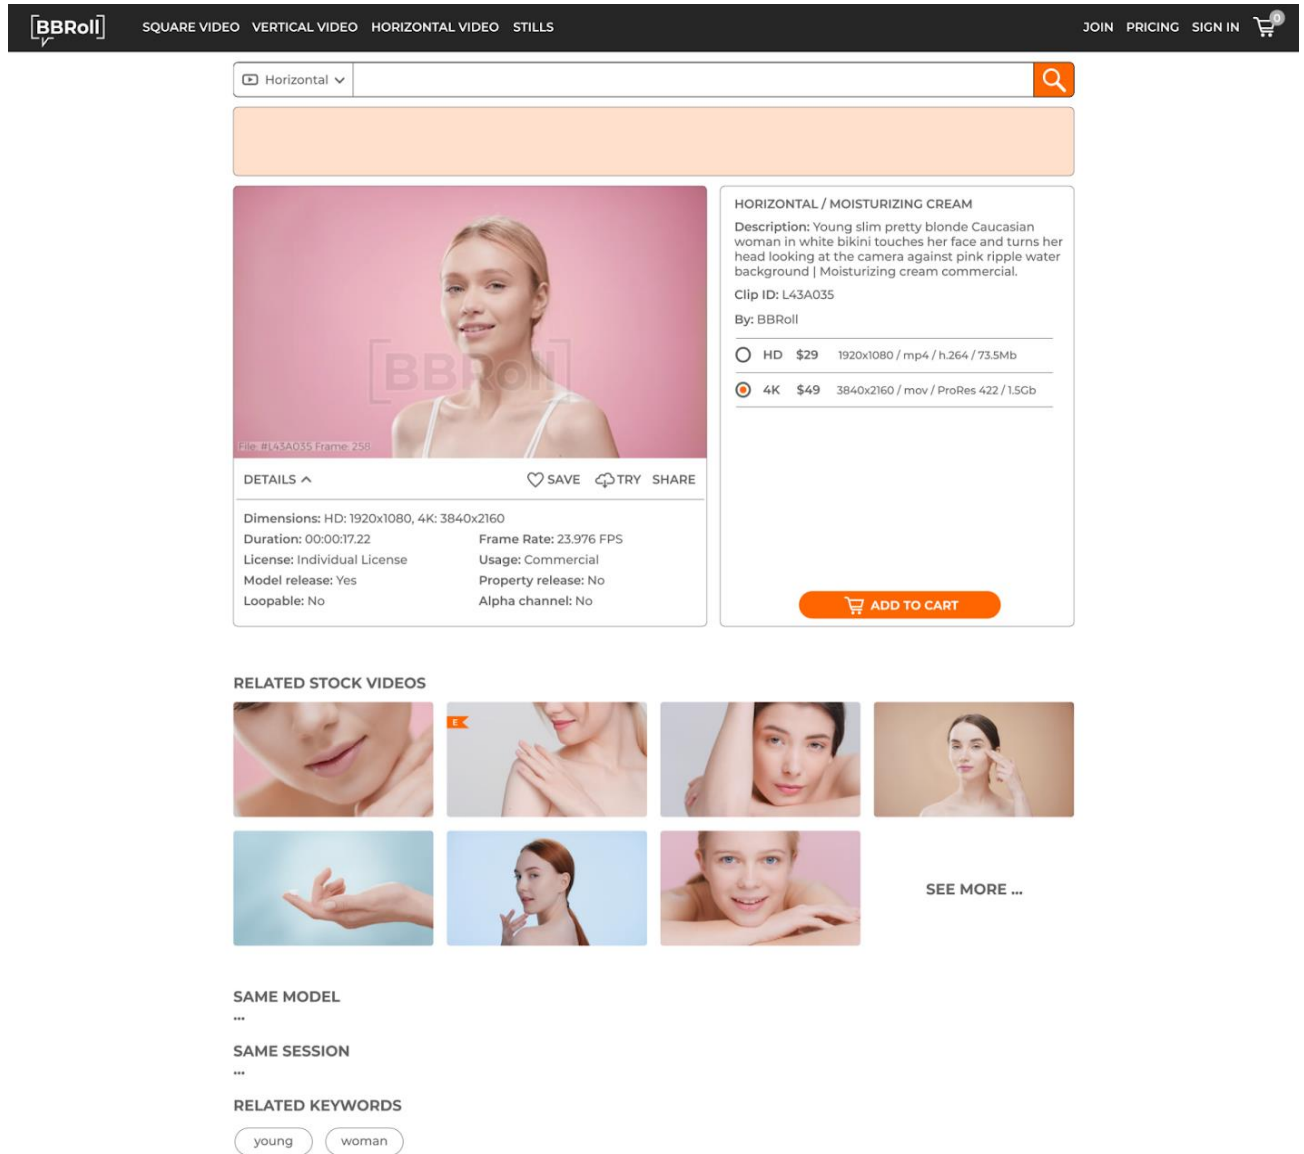 [BBRoll]
SQUARE VIDEO VERTICAL VIDEO HORIZONTAL VIDEO STILLS
JOIN PRICING SIGN IN 0
Horizontal
[BBRoll]
File: #L43A035 Frame: 258
DETAILS
SAVE TRY SHARE
Dimensions: HD: 1920x1080, 4K: 3840x2160
Duration: 00:00:17.22 Frame Rate: 23.976 FPS
License: Individual License Usage: Commercial
Model release: Yes Property release: No
Loopable: No Alpha channel: No
HORIZONTAL / MOISTURIZING CREAM
Description: Young slim pretty blonde Caucasian
woman in white bikini touches her face and turns her
head looking at the camera against pink ripple water
background | Moisturizing cream commercial.
Clip ID: L43A035
By: BBRoll
HD $29 1920x1080 / mp4 / h.264 / 73.5Mb
4K $49 3840x2160 / mov / ProRes 422 / 1.5Gb
ADD TO CART
RELATED STOCK VIDEOS
E
SEE MORE ...
SAME MODEL
...
SAME SESSION
...
RELATED KEYWORDS
young woman